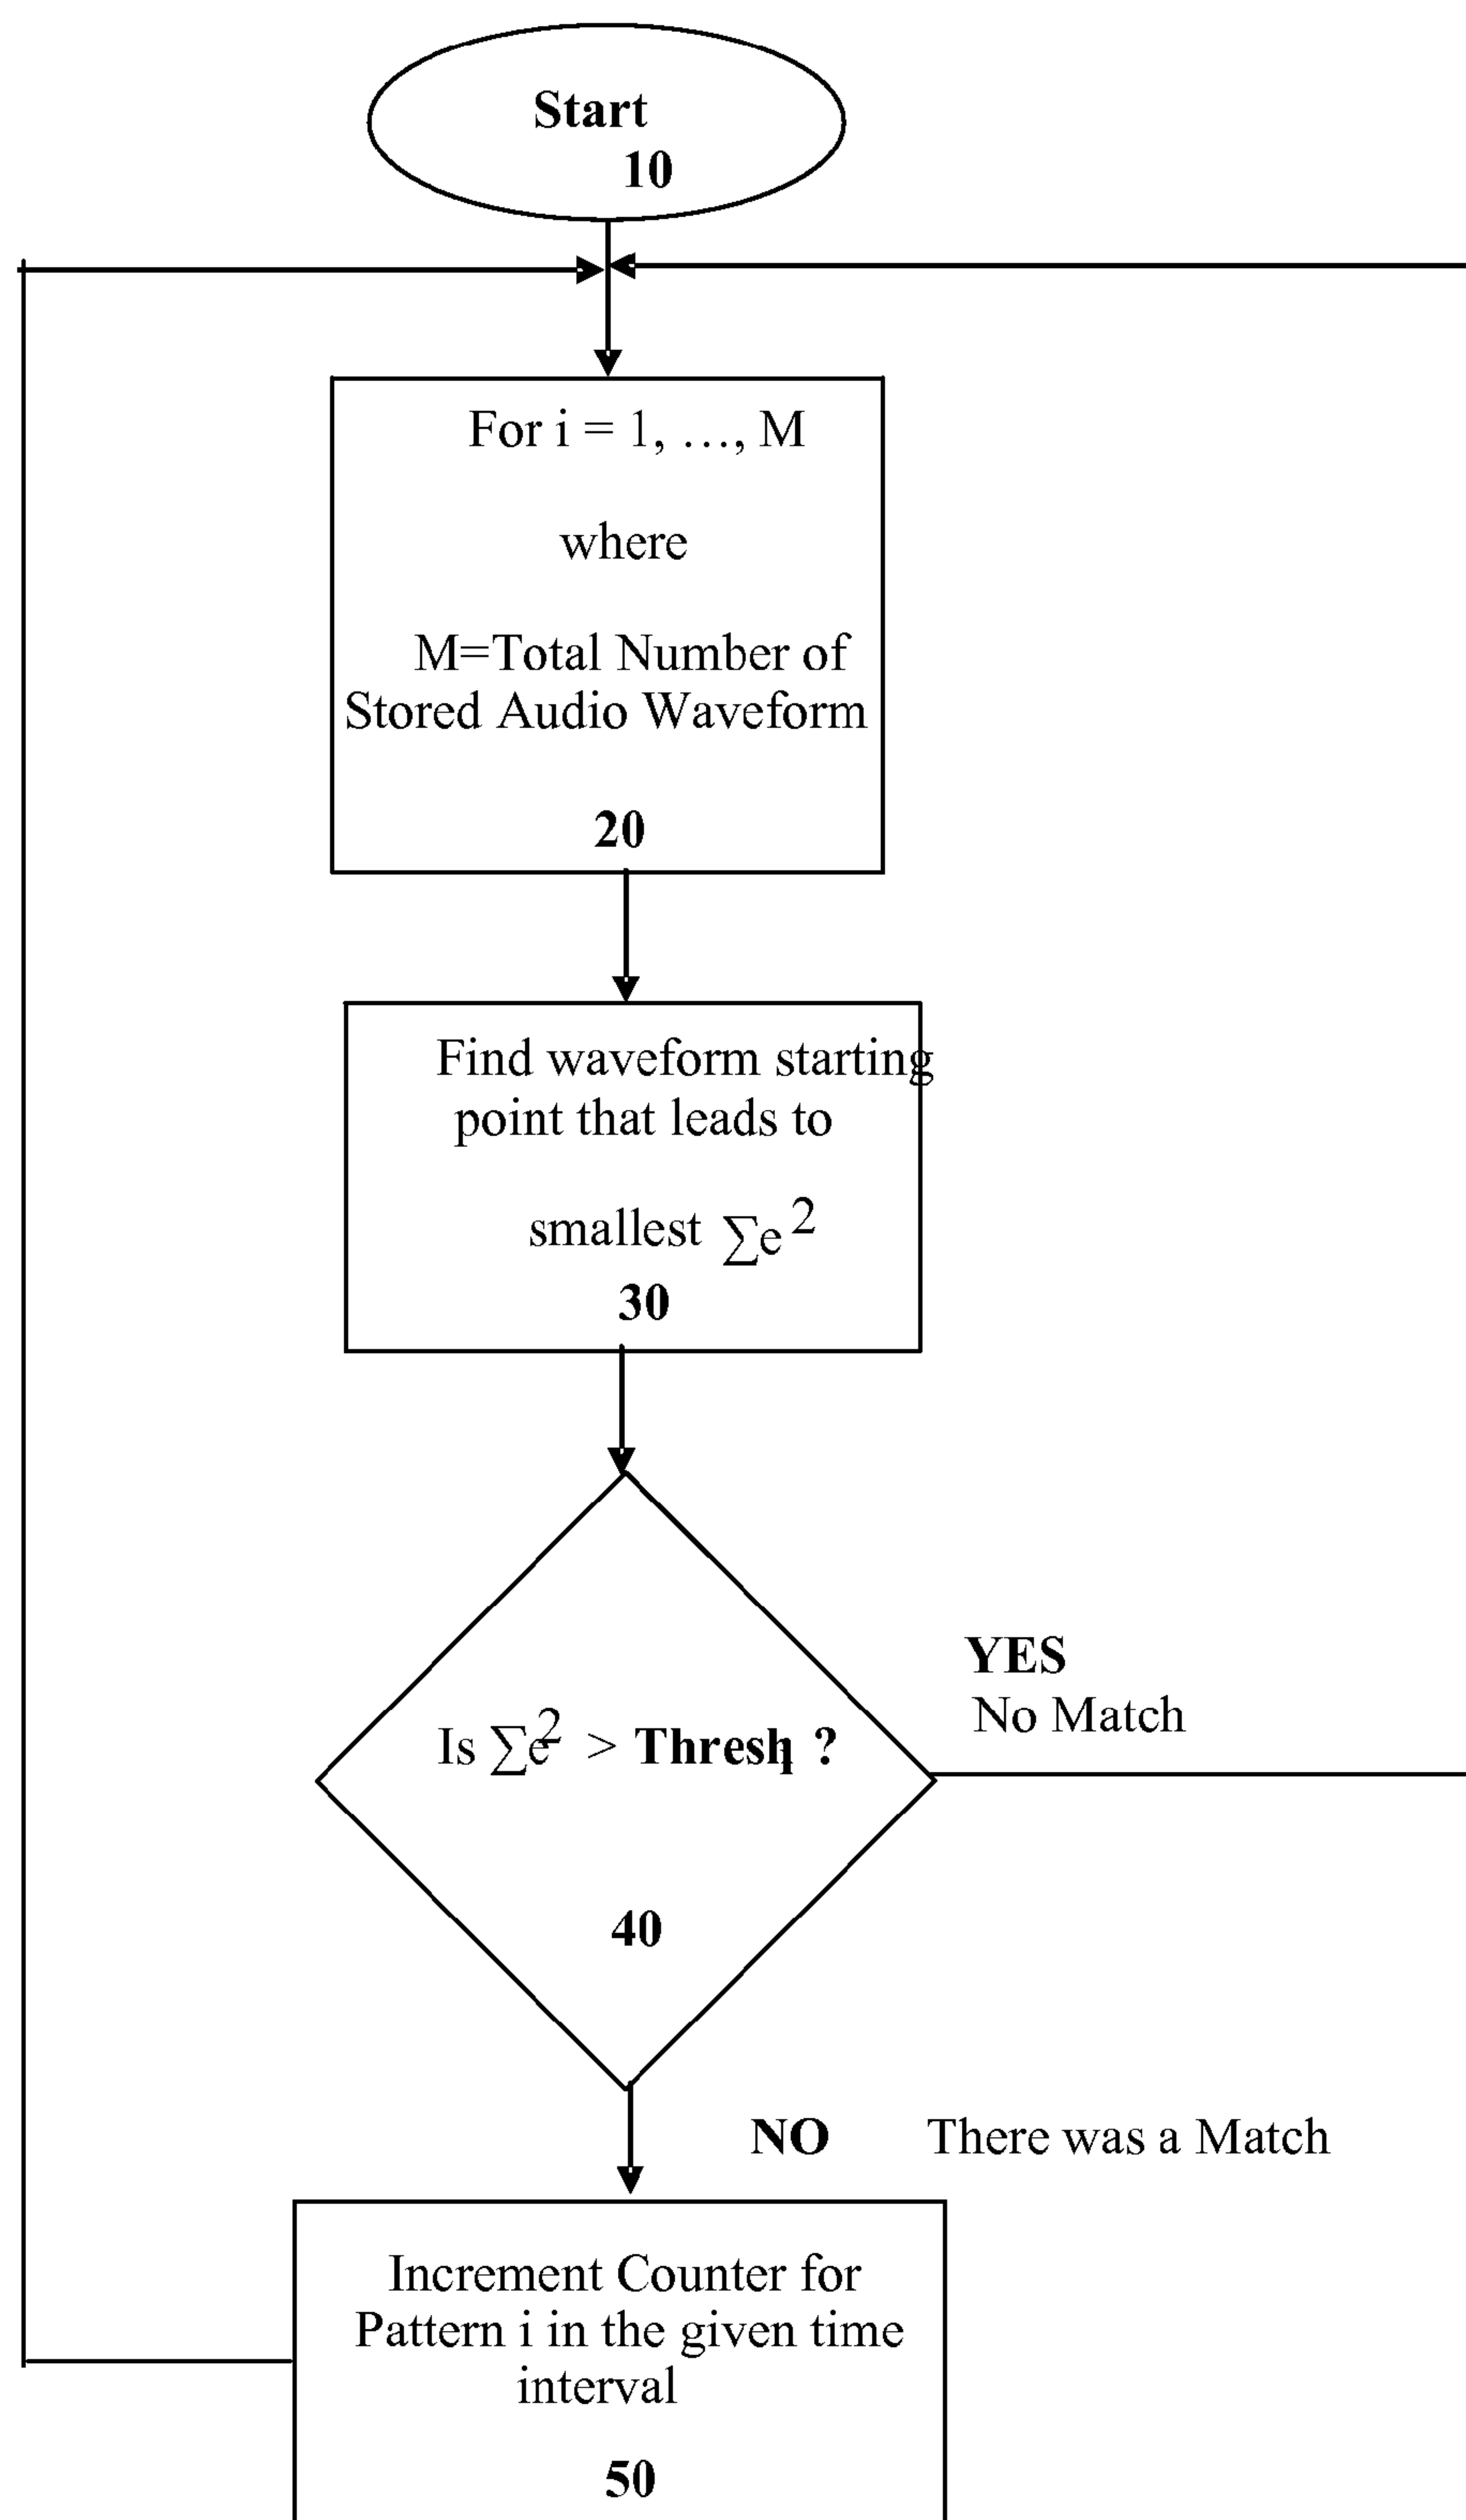 Start
10
For i = 1, …, M
where
M=Total Number of
Stored Audio Waveform
20
Find waveform starting
point that leads to
smallest ∑e²
30
YES
No Match
Is ∑e² > Threshᵢ ?
40
NO There was a Match
Increment Counter for
Pattern i in the given time
interval
50